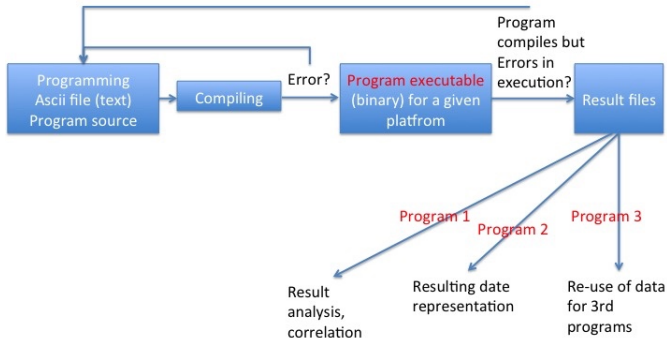 Programming
Ascii file (text)
Program source
Compiling
Error?
Program executable
(binary) for a given
platfrom
Program
compiles but
Errors in
execution?
Result files
Program 1
Program 2
Program 3
Result
analysis,
correlation
Resulting date
representation
Re-use of data
for 3rd
programs